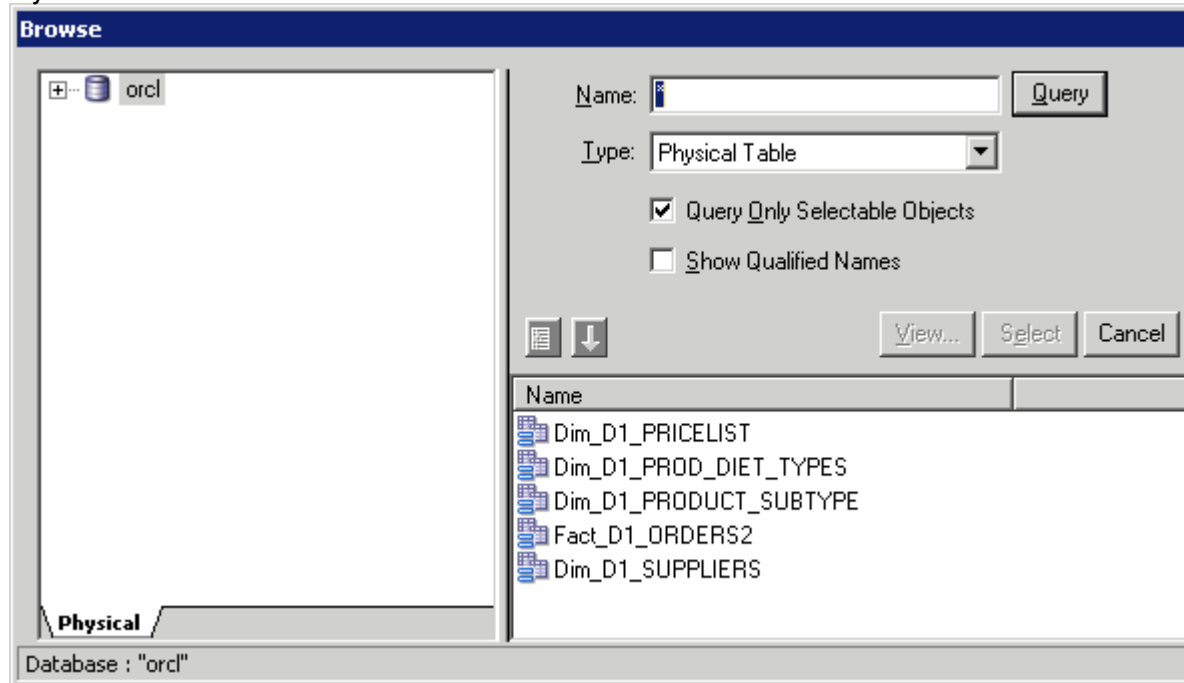 Browse
orcl
Name: *
Query
Type: Physical Table
Query Only Selectable Objects
Show Qualified Names
View... Select Cancel
Name
Dim_D1_PRICELIST
Dim_D1_PROD_DIET_TYPES
Dim_D1_PRODUCT_SUBTYPE
Fact_D1_ORDERS2
Dim_D1_SUPPLIERS
Physical
Database : "orcl"